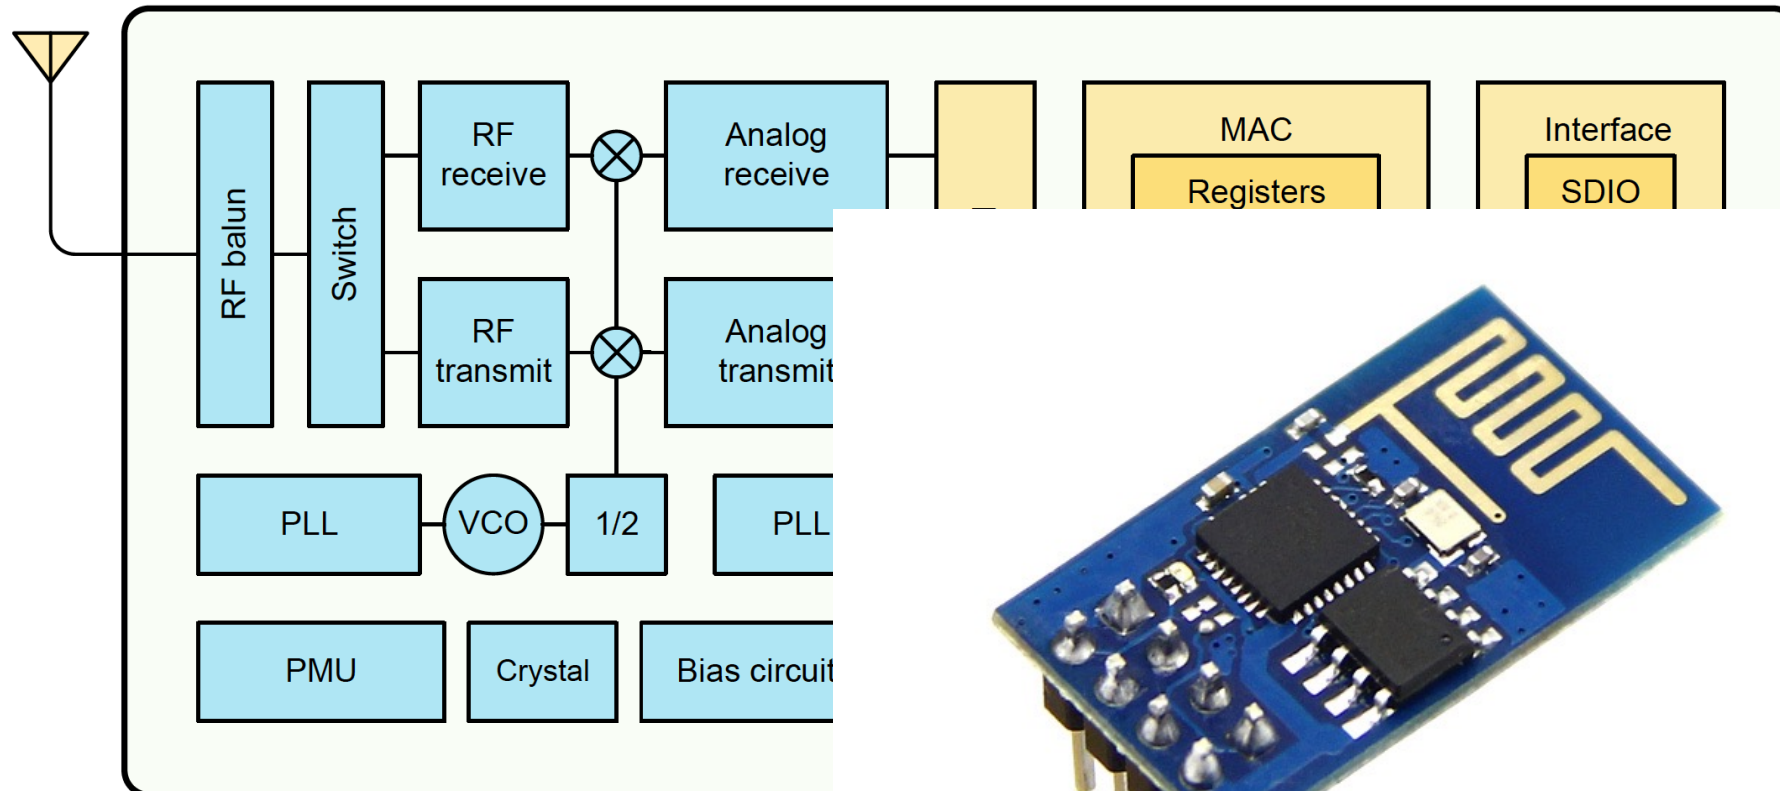 RF
receive
Analog
receive
MAC
Registers
Interface
SDIO
RF balun
Switch
RF
transmit
Analog
transmit
PLL
VCO
1/2
PLL
PMU
Crystal
Bias circuit